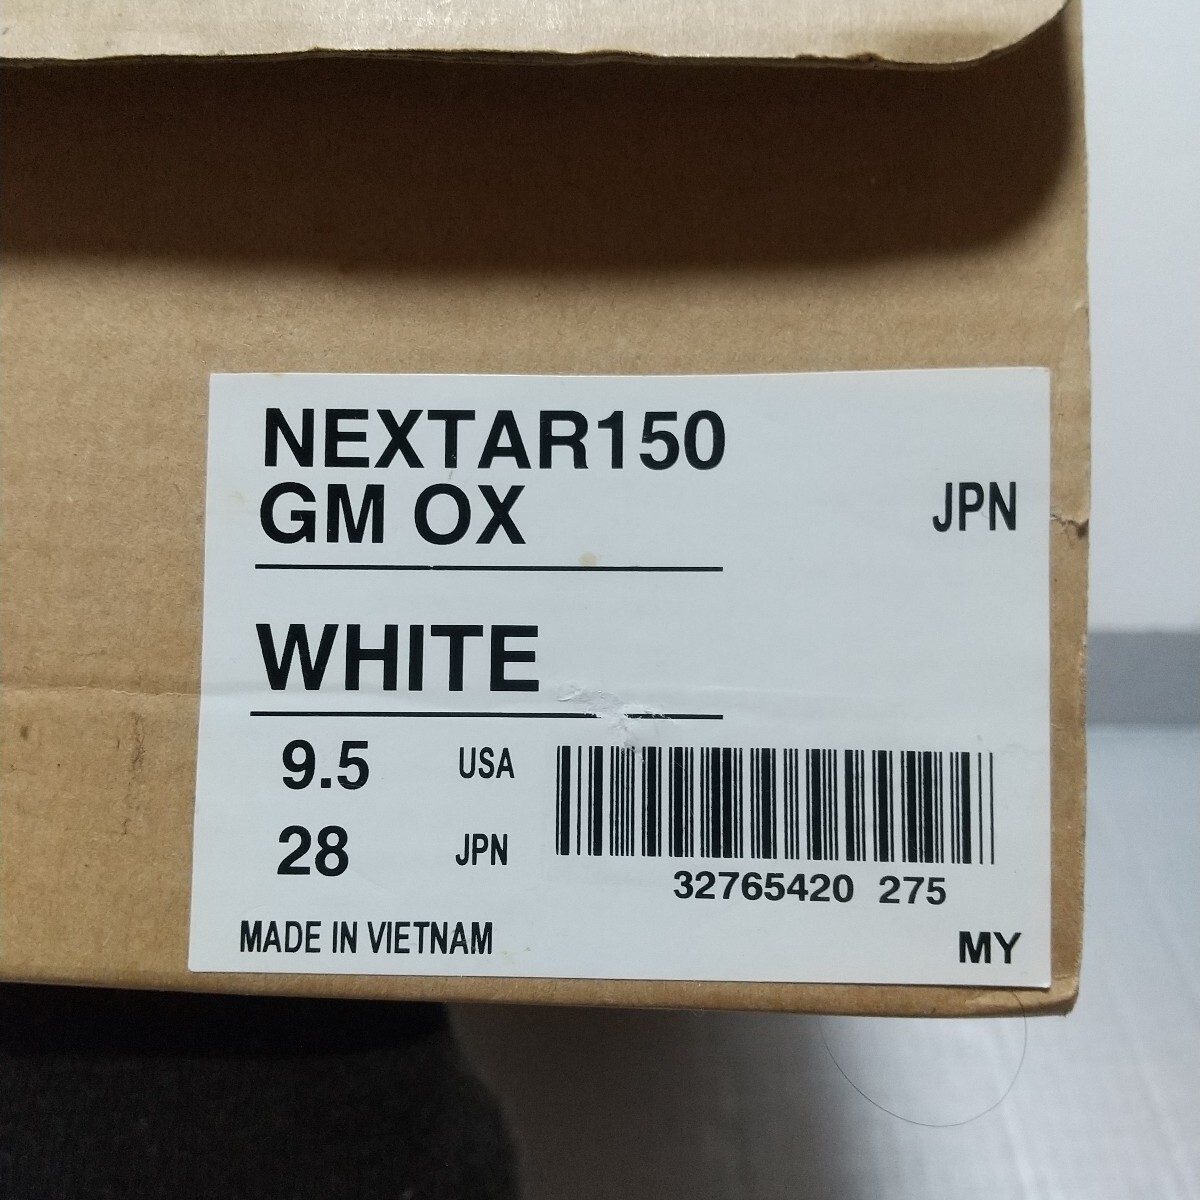 NEXTAR150
GM OX
JPN
WHITE
9.5 USA
28 JPN
32765420 275
MADE IN VIETNAM
MY